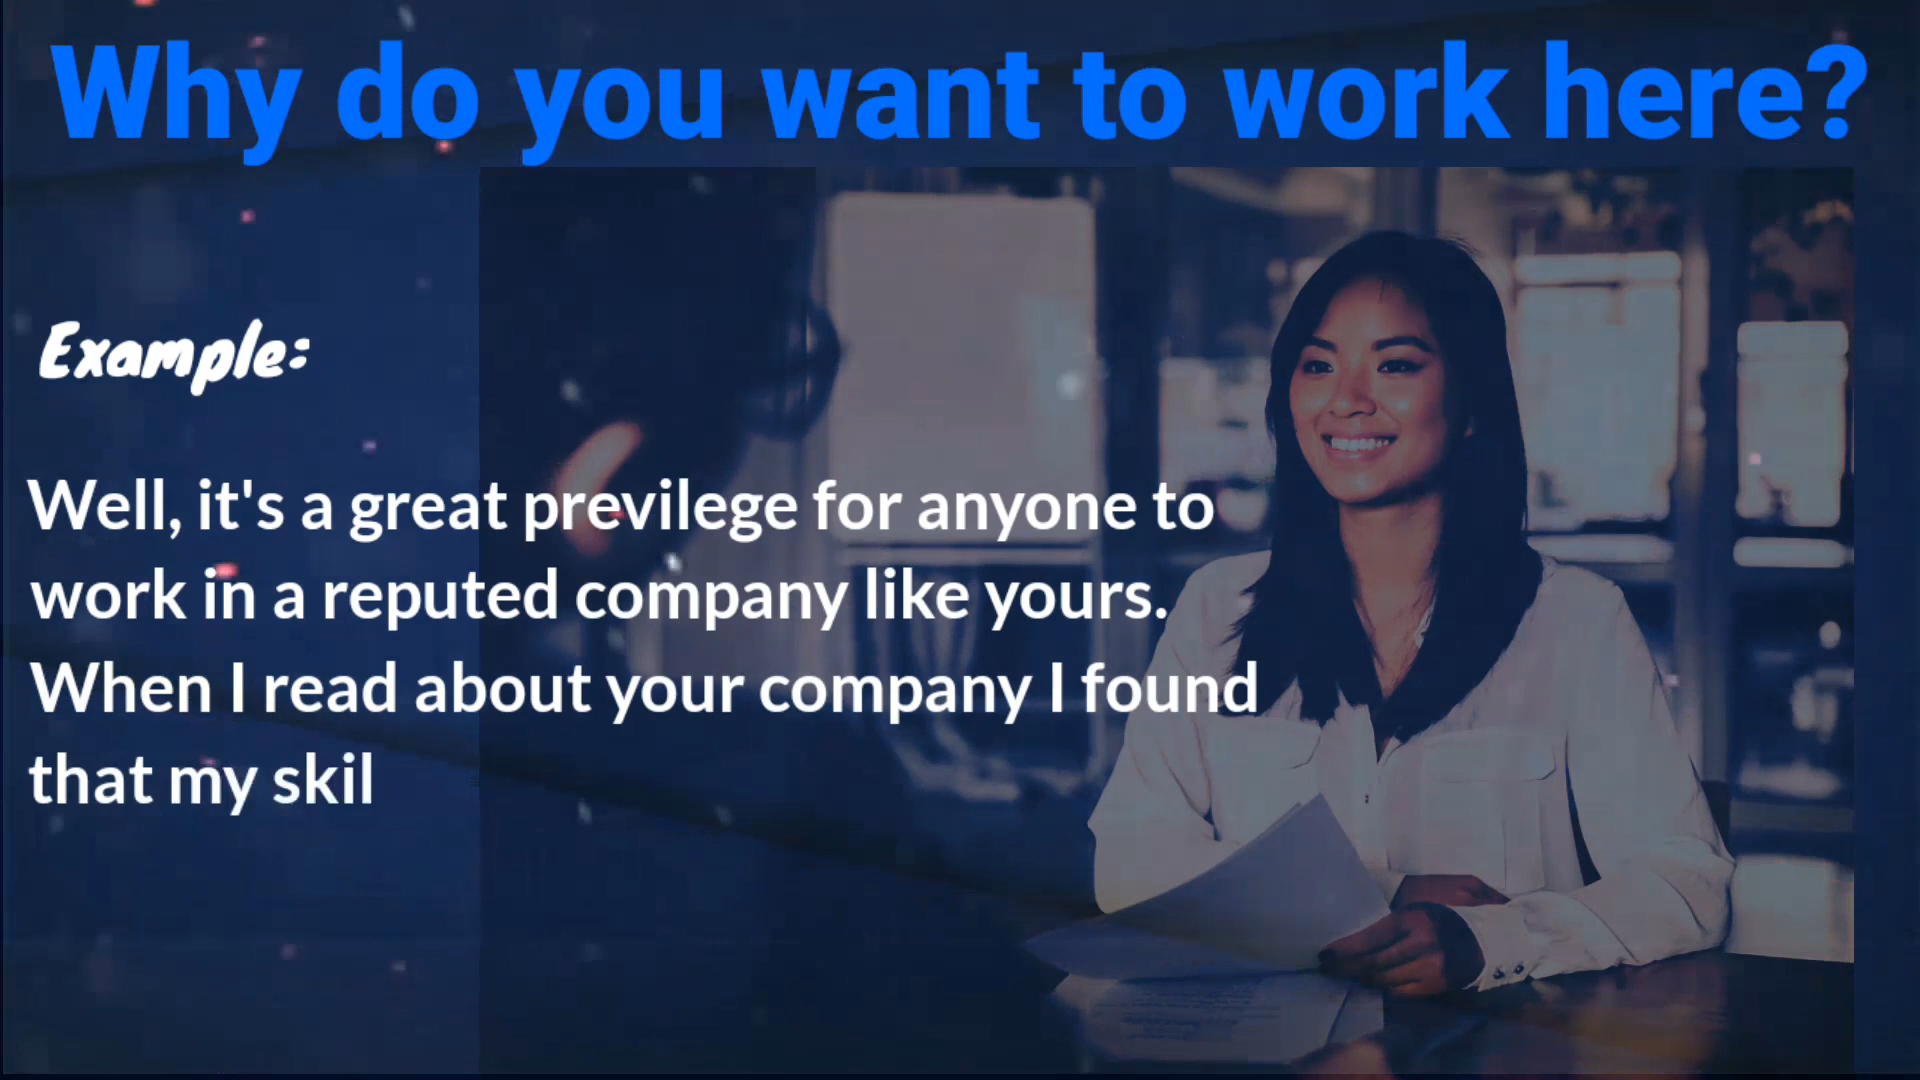 Why do you want to work here?
Example:
Well, it's a great previlege for anyone to
work in a reputed company like yours.
When I read about your company I found
that my skil